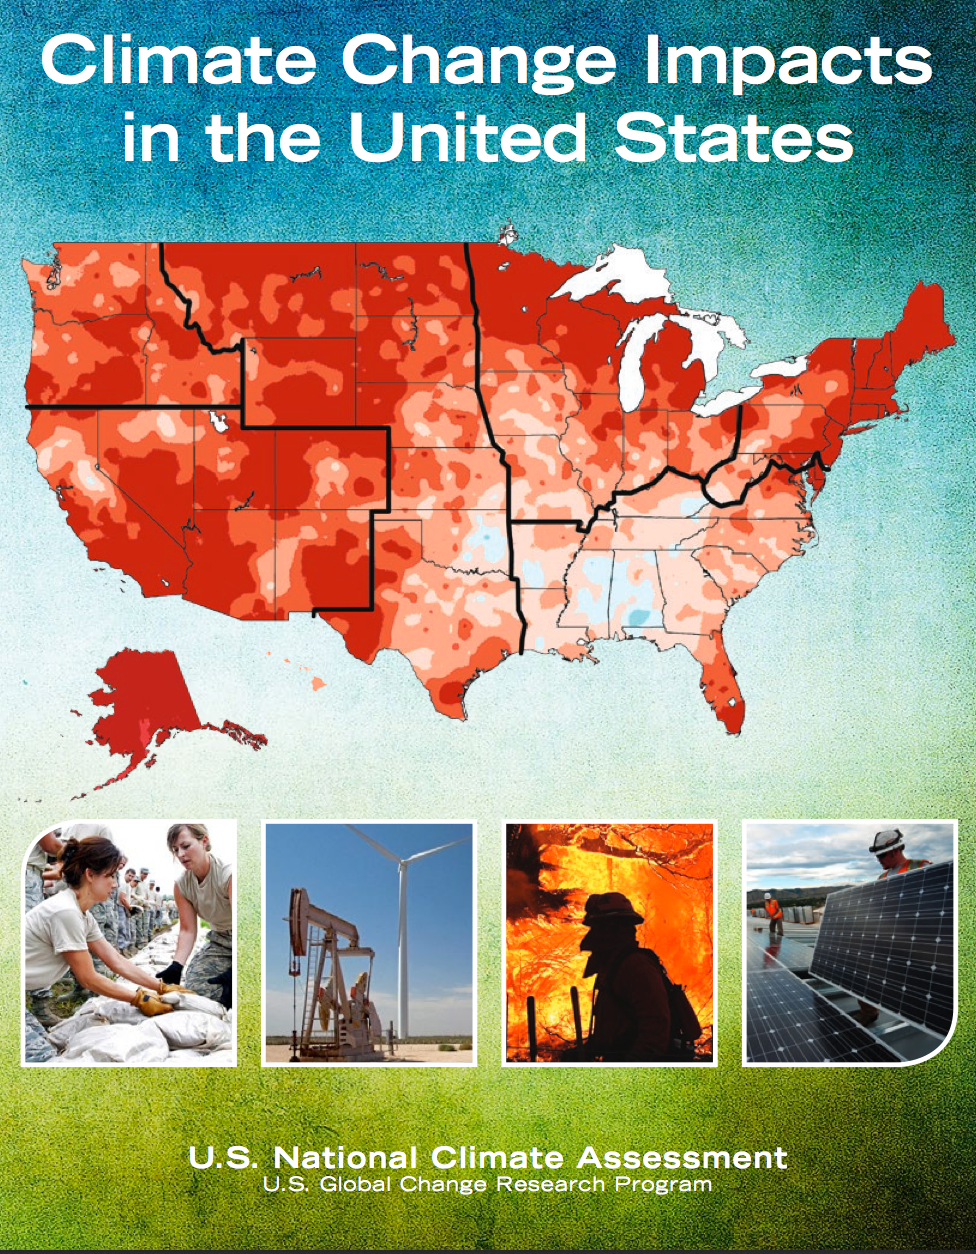 Climate Change Impacts
in the United States
U.S. National Climate Assessment
U.S. Global Change Research Program